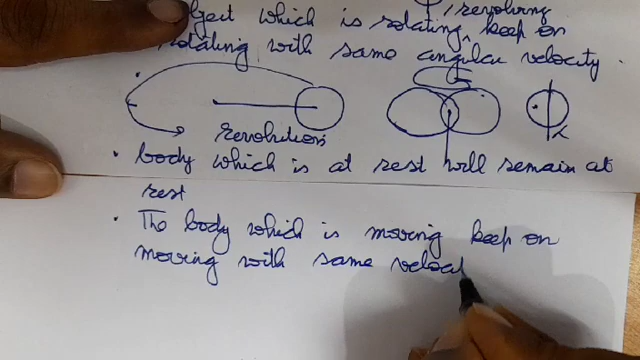 revolving
object which is rotating, keep on
rotating with same angular velocity.
revolution
· body which is at rest will remain at
rest
· The body which is moving keep on
moving with same veloci